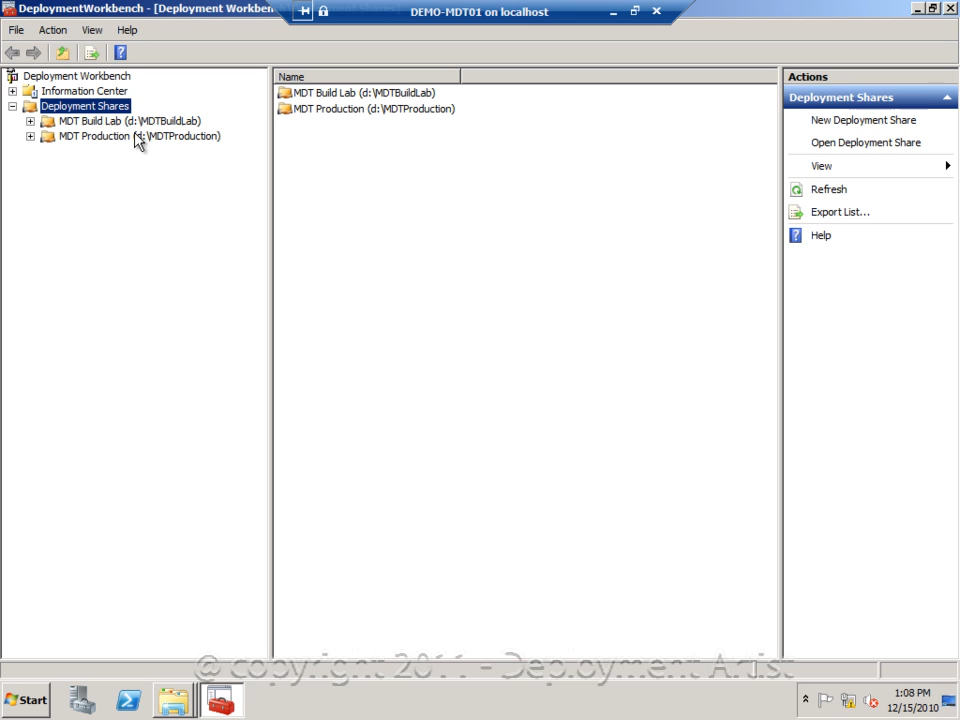 DeploymentWorkbench - [Deployment Workben
DEMO-MDT01 on localhost
File Action View Help
Deployment Workbench
Information Center
Deployment Shares
MDT Build Lab (d:\MDTBuildLab)
MDT Production (d:\MDTProduction)
Name
MDT Build Lab (d:\MDTBuildLab)
MDT Production (d:\MDTProduction)
Actions
Deployment Shares
New Deployment Share
Open Deployment Share
View
Refresh
Export List...
Help
@ copyright 2011 - Deployment Artist
Start
1:08 PM
12/15/2010